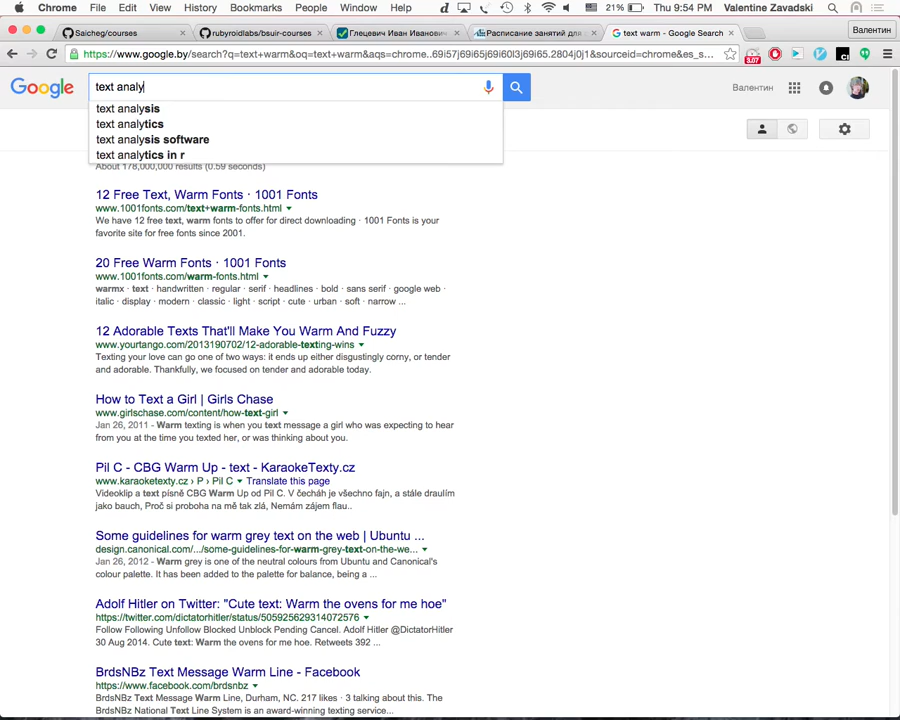 Chrome File Edit View History Bookmarks People Window Help 21% Thu 9:54 PM Valentine Zavadski
Saicheg/courses rubyroidlabs/bsuir-courses Глецевич Иван Иванович Расписание занятий для text warm - Google Search Валентин
https://www.google.by/search?q=text+warm&oq=text+warm&aqs=chrome..69i57j69i65j69i60l3j69i65.2804j0j1&sourceid=chrome&es_s... 3.07
Google text analy Валентин
text analysis
text analytics
text analysis software
text analytics in r
About 178,000,000 results (0.59 seconds)
12 Free Text, Warm Fonts · 1001 Fonts
www.1001fonts.com/text+warm-fonts.html
We have 12 free text, warm fonts to offer for direct downloading · 1001 Fonts is your
favorite site for free fonts since 2001.
20 Free Warm Fonts · 1001 Fonts
www.1001fonts.com/warm-fonts.html
warmx · text · handwritten · regular · serif · headlines · bold · sans serif · google web ·
italic · display · modern · classic · light · script · cute · urban · soft · narrow ...
12 Adorable Texts That'll Make You Warm And Fuzzy
www.yourtango.com/2013190702/12-adorable-texting-wins
Texting your love can go one of two ways: it ends up either disgustingly corny, or tender
and adorable. Thankfully, we focused on tender and adorable today.
How to Text a Girl | Girls Chase
www.girlschase.com/content/how-text-girl
Jan 26, 2011 - Warm texting is when you text message a girl who was expecting to hear
from you at the time you texted her, or was thinking about you.
Pil C - CBG Warm Up - text - KaraokeTexty.cz
www.karaoketexty.cz › P › Pil C Translate this page
Videoklip a text písně CBG Warm Up od Pil C. V čecháh je všechno fajn, a stále draulím
jako bauch, Proč si proboha na mě tak zlá, Nemám zájem flau..
Some guidelines for warm grey text on the web | Ubuntu ...
design.canonical.com/.../some-guidelines-for-warm-grey-text-on-the-we...
Jan 26, 2012 - Warm grey is one of the neutral colours from Ubuntu and Canonical's
colour palette. It has been added to the palette for balance, being a ...
Adolf Hitler on Twitter: "Cute text: Warm the ovens for me hoe"
https://twitter.com/dictatorhitler/status/505925629314072576
Follow Following Unfollow Blocked Unblock Pending Cancel. Adolf Hitler @DictatorHitler
30 Aug 2014. Cute text: Warm the ovens for me hoe. Retweets 392 ...
BrdsNBz Text Message Warm Line - Facebook
https://www.facebook.com/brdsnbz
BrdsNBz Text Message Warm Line, Durham, NC. 217 likes · 3 talking about this. The
BrdsNBz National Text Line System is an award-winning texting service...